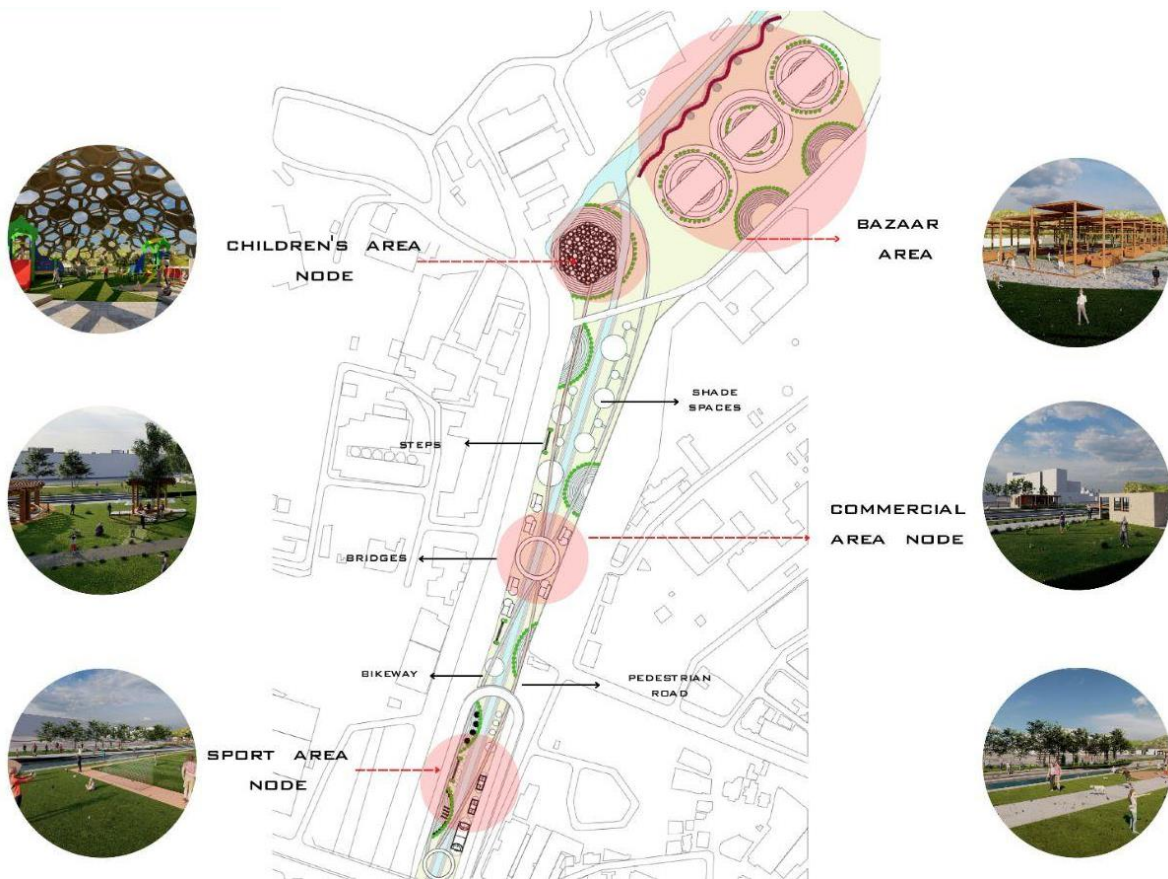 CHILDREN'S AREA
NODE
BAZAAR
AREA
SHADE
SPACES
STEPS
COMMERCIAL
AREA NODE
BRIDGES
BIKEWAY
PEDESTRIAN
ROAD
SPORT AREA
NODE